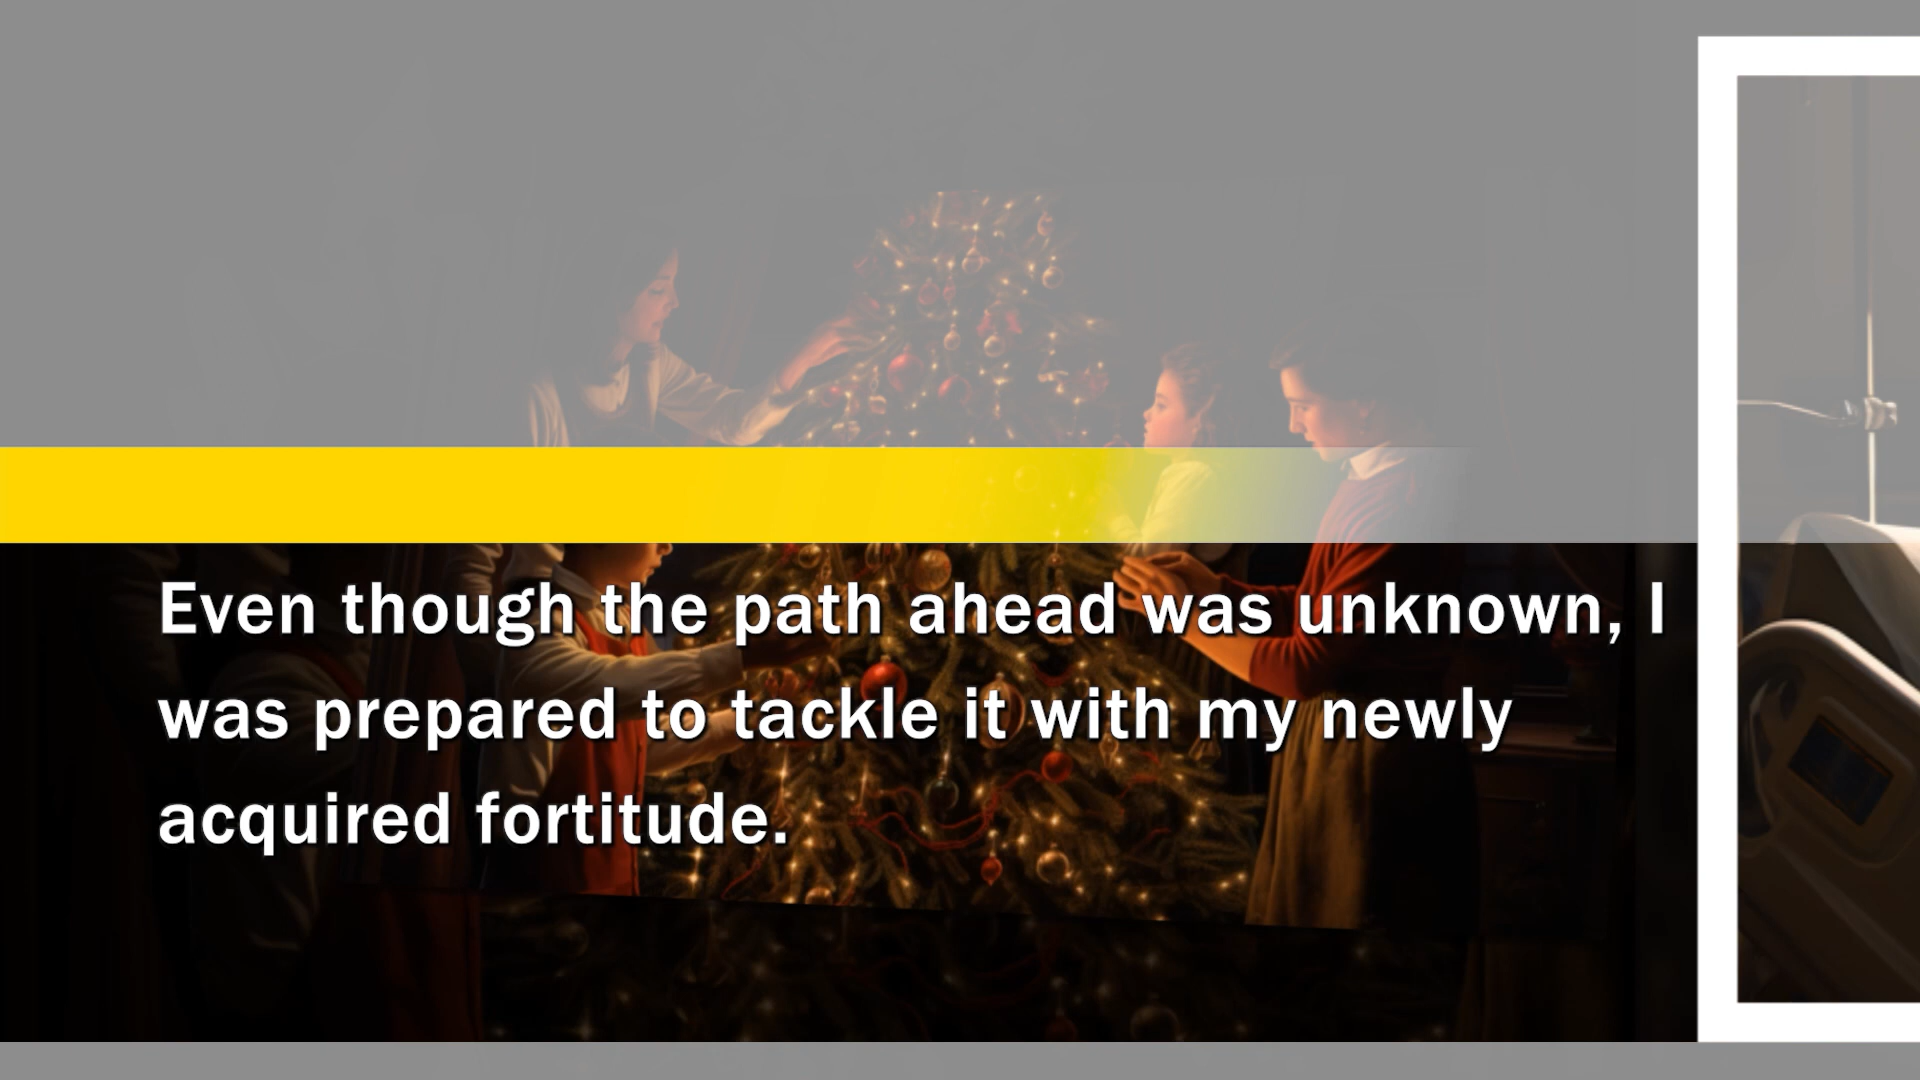 Even though the path ahead was unknown, I
was prepared to tackle it with my newly
acquired fortitude.